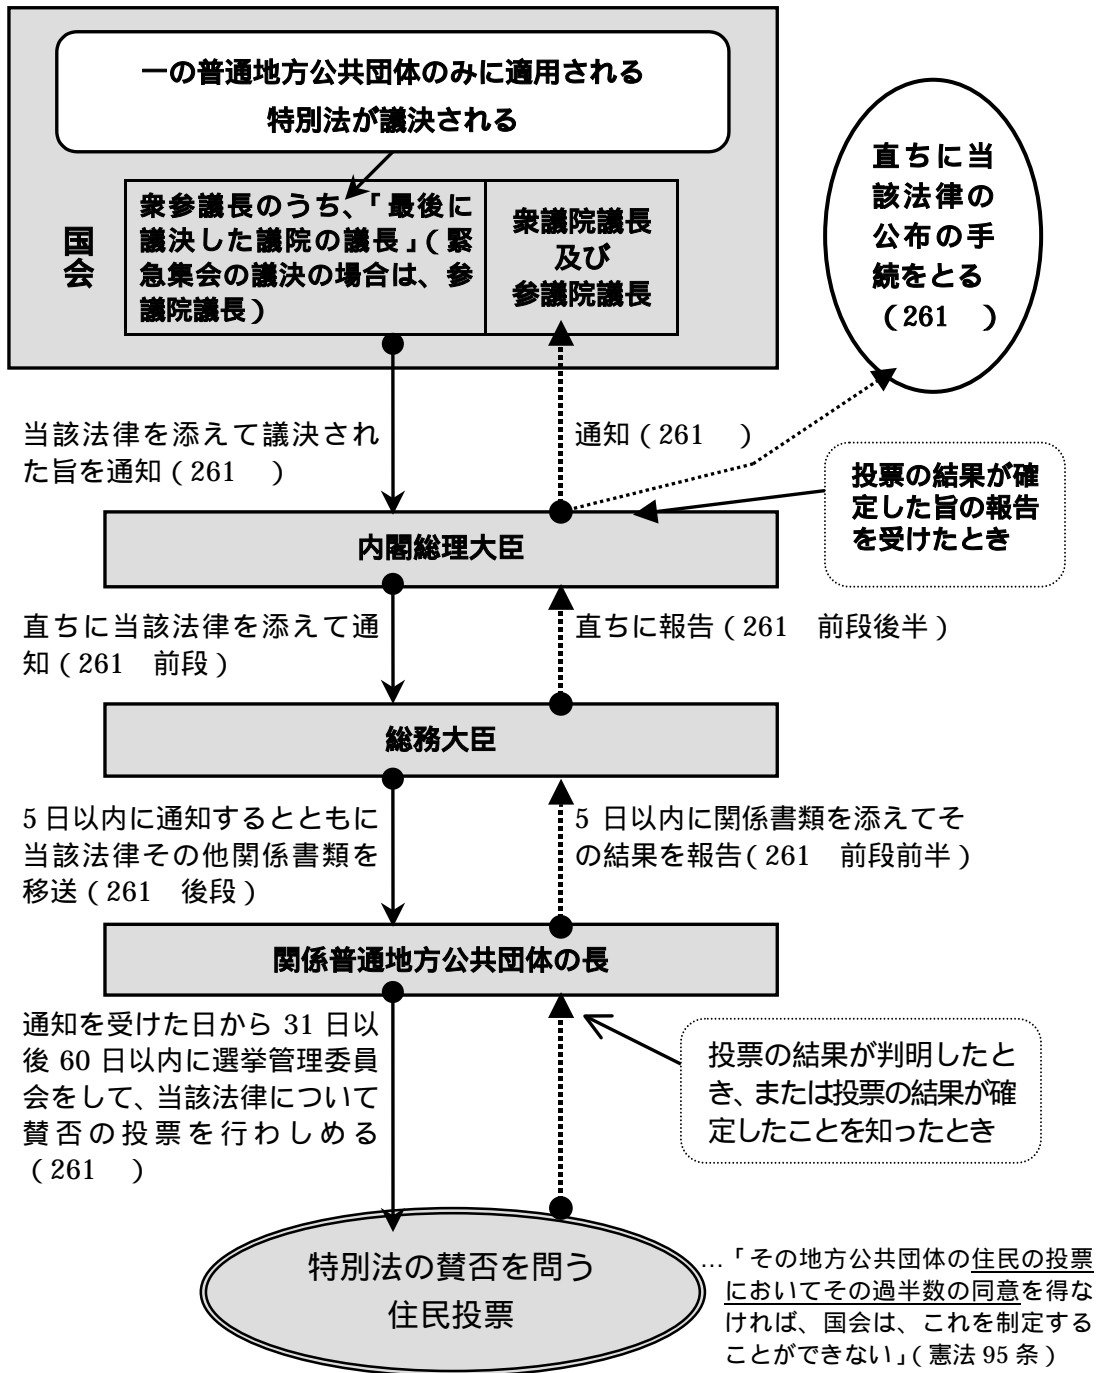 一の普通地方公共団体のみに適用される
特別法が議決される
国会
衆参議長のうち、「最後に
議決した議院の議長」（緊
急集会の議決の場合は、参
議院議長）
衆議院議長
及び
参議院議長
直ちに当
該法律の
公布の手
続をとる
（261　）
当該法律を添えて議決され
た旨を通知（261　）
通知（261　）
投票の結果が確
定した旨の報告
を受けたとき
内閣総理大臣
直ちに当該法律を添えて通
知（261　前段）
直ちに報告（261　前段後半）
総務大臣
5 日以内に通知するとともに
当該法律その他関係書類を
移送（261　後段）
5 日以内に関係書類を添えてそ
の結果を報告（261　前段前半）
関係普通地方公共団体の長
通知を受けた日から 31 日以
後 60 日以内に選挙管理委員
会をして、当該法律について
賛否の投票を行わしめる
（261　）
投票の結果が判明したと
き、または投票の結果が確
定したことを知ったとき
特別法の賛否を問う
住民投票
…「その地方公共団体の住民の投票
においてその過半数の同意を得な
ければ、国会は、これを制定する
ことができない」（憲法 95 条）